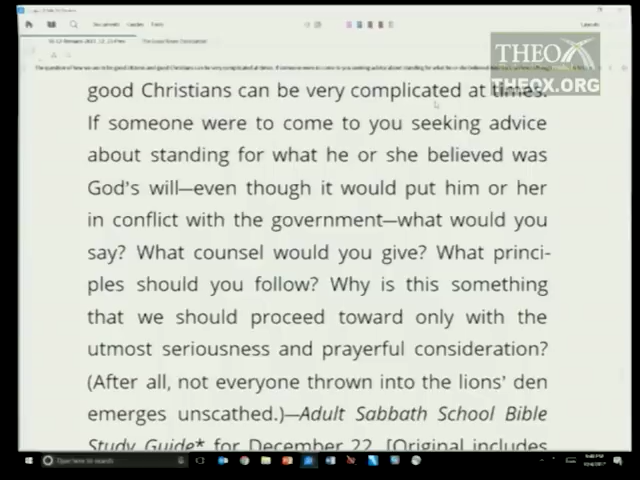 Documents Guides Tools
Layouts
THEO
THEOX.ORG
good Christians can be very complicated at times.
If someone were to come to you seeking advice
about standing for what he or she believed was
God's will—even though it would put him or her
in conflict with the government—what would you
say? What counsel would you give? What princi-
ples should you follow? Why is this something
that we should proceed toward only with the
utmost seriousness and prayerful consideration?
(After all, not everyone thrown into the lions' den
emerges unscathed.)—Adult Sabbath School Bible
Study Guide* for December 22. [Original includes